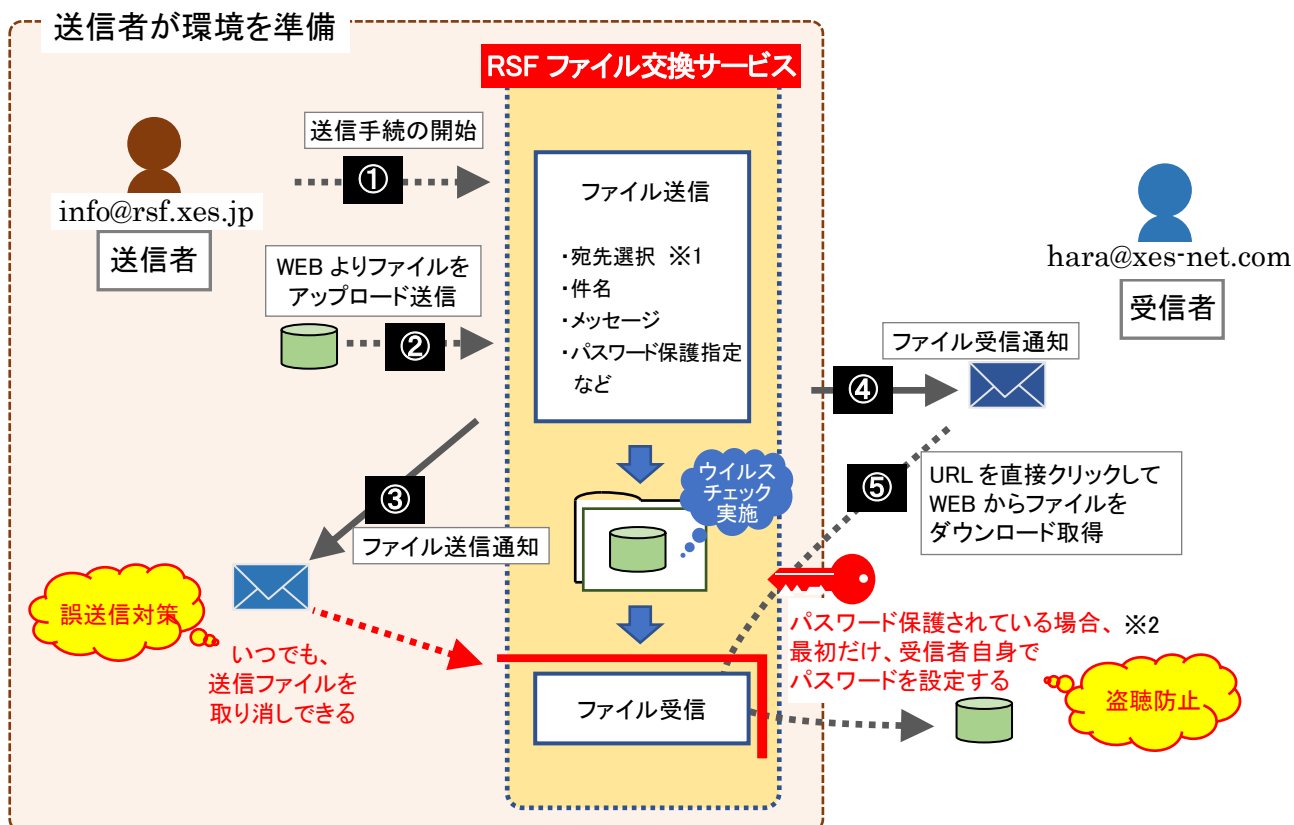 送信者が環境を準備
RSF ファイル交換サービス
送信手続の開始
①
info@rsf.xes.jp
送信者
WEB よりファイルを
アップロード送信
②
ファイル送信
・宛先選択 ※1
・件名
・メッセージ
・パスワード保護指定
など
hara@xes-net.com
受信者
ファイル受信通知
④
③
ファイル送信通知
ウイルス
チェック
実施
⑤
URL を直接クリックして
WEB からファイルを
ダウンロード取得
誤送信対策
いつでも、
送信ファイルを
取り消しできる
パスワード保護されている場合、 ※2
最初だけ、受信者自身で
パスワードを設定する
ファイル受信
盗聴防止